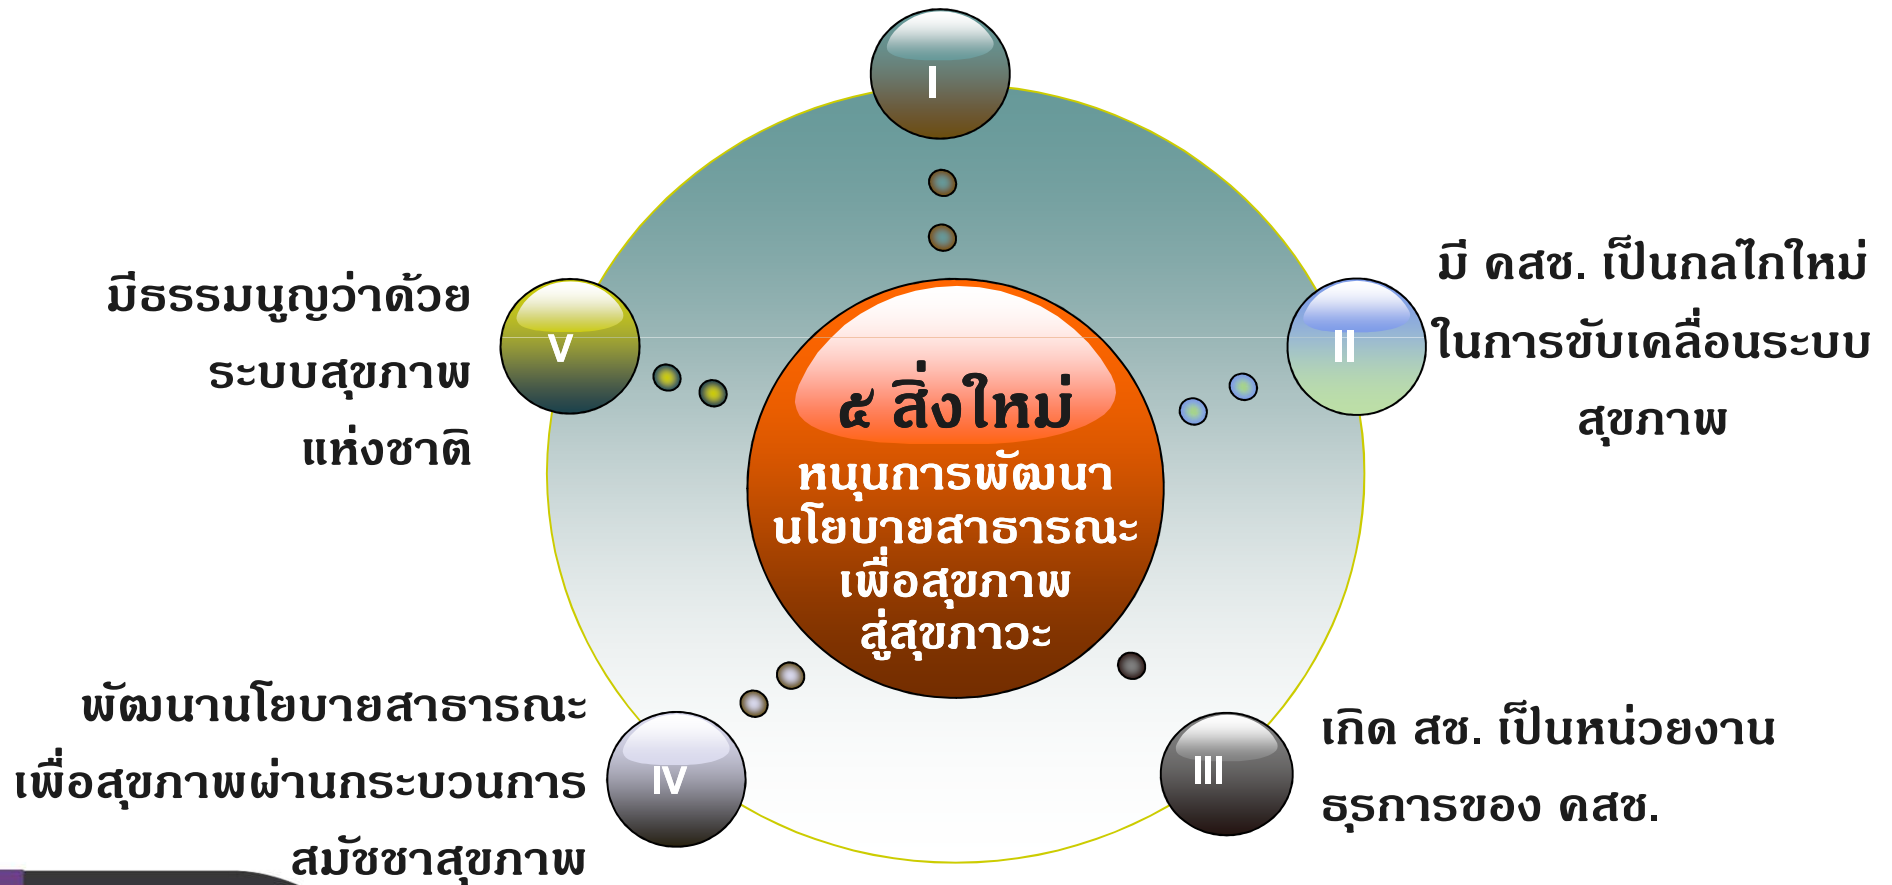 I
มี คสช. เป็นกลไกใหม่
ในการขับเคลื่อนระบบ
สุขภาพ
II
มีธรรมนูญว่าด้วย
ระบบสุขภาพ
แห่งชาติ
V
๕ สิ่งใหม่
หนุนการพัฒนา
นโยบายสาธารณะ
เพื่อสุขภาพ
สู่สุขภาวะ
พัฒนานโยบายสาธารณะ
เพื่อสุขภาพผ่านกระบวนการ
สมัชชาสุขภาพ
IV
III
เกิด สช. เป็นหน่วยงาน
ธุรการของ คสช.